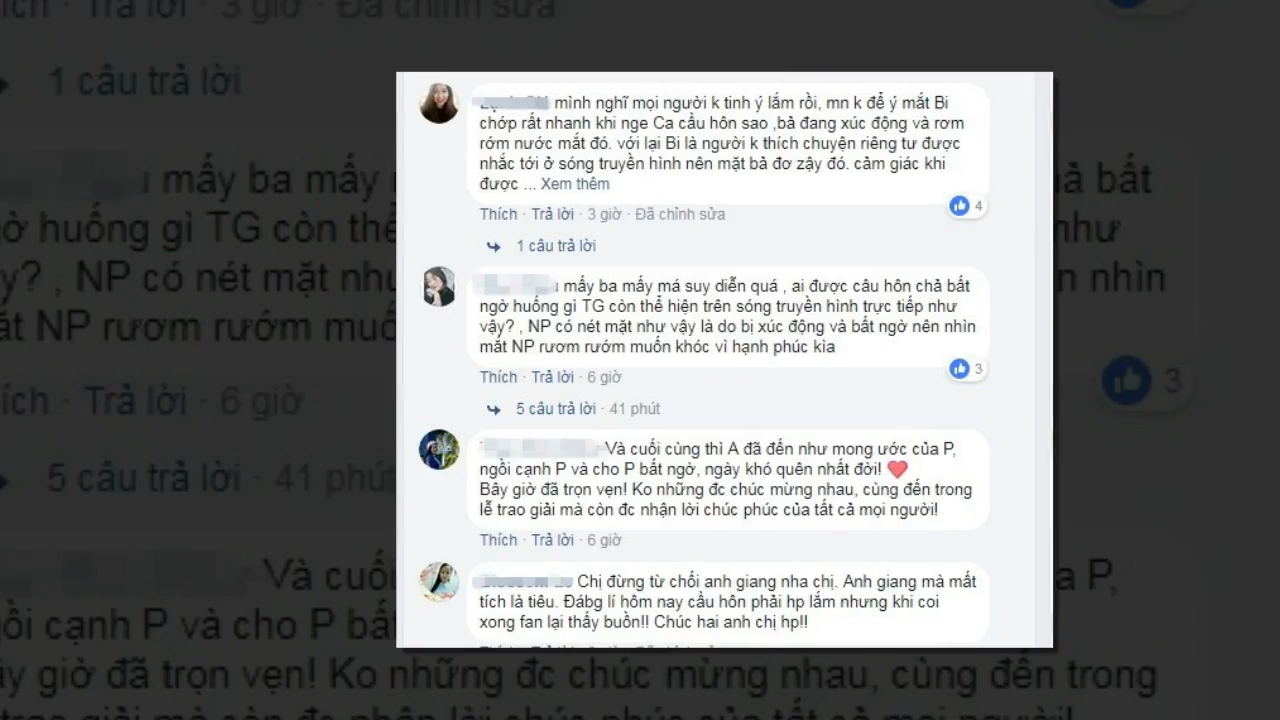 mình nghĩ mọi người k tinh ý lắm rồi, mn k để ý mắt Bi
chớp rất nhanh khi nge Ca cầu hôn sao ,bả đang xúc động và rơm
rớm nước mắt đó. với lại Bi là người k thích chuyện riêng tư được
nhắc tới ở sóng truyền hình nên mặt bả đơ zậy đó. cảm giác khi
được ... Xem thêm
Thích · Trả lời · 3 giờ · Đã chỉnh sửa
4
1 câu trả lời
mấy ba mấy má suy diễn quá , ai được câu hôn chả bất
ngờ huống gì TG còn thể hiện trên sóng truyền hình trực tiếp như
vậy? , NP có nét mặt như vậy là do bị xúc động và bất ngờ nên nhìn
mắt NP rươm rướm muốn khóc vì hạnh phúc kia
Thích · Trả lời · 6 giờ
3
5 câu trả lời · 41 phút
Và cuối cùng thì A đã đến như mong ước của P,
ngồi cạnh P và cho P bất ngờ, ngày khó quên nhất đời! ❤
Bây giờ đã trọn vẹn! Ko những đc chúc mừng nhau, cùng đến trong
lễ trao giải mà còn đc nhận lời chúc phúc của tất cả mọi người!
Thích · Trả lời · 6 giờ
Chị đừng từ chối anh giang nha chị. Anh giang mà mất
tích là tiêu. Đábg lí hôm nay cầu hôn phải hp lắm nhưng khi coi
xong fan lại thấy buồn!! Chúc hai anh chị hp!!